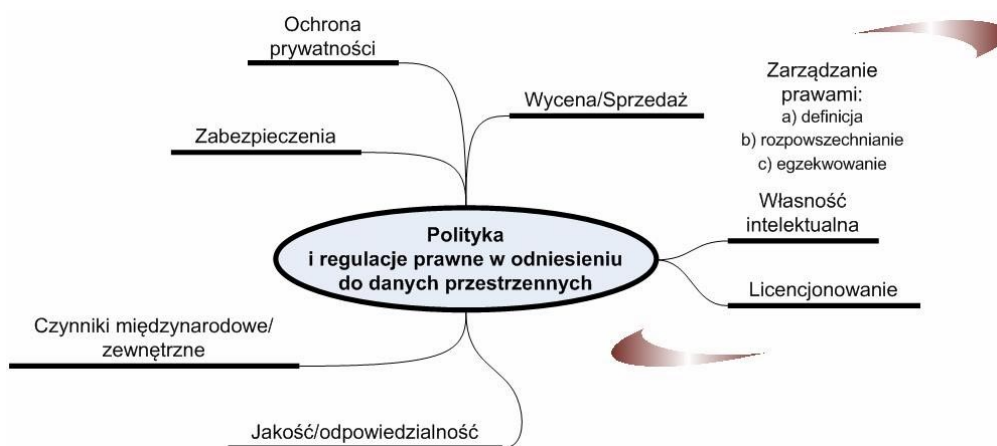 Ochrona
prywatności
Wycena/Sprzedaż
Zabezpieczenia
Zarządzanie
prawami:
a) definicja
b) rozpowszechnianie
c) egzekwowanie
Własność
intelektualna
Polityka
i regulacje prawne w odniesieniu
do danych przestrzennych
Licencjonowanie
Czynniki międzynarodowe/
zewnętrzne
Jakość/odpowiedzialność